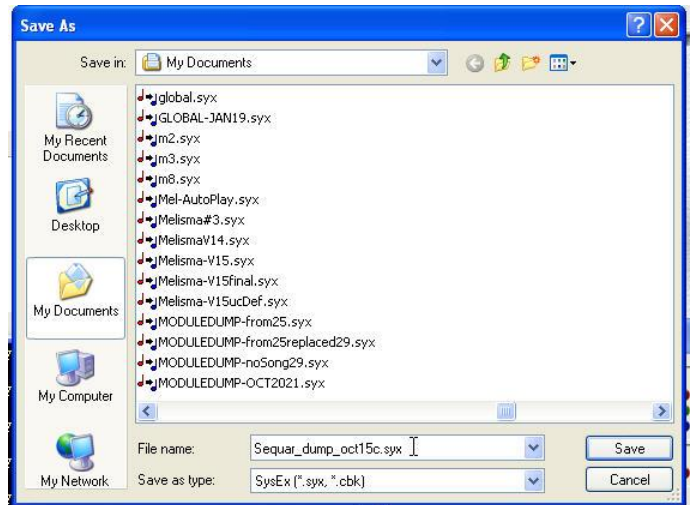 Save As
Save in:
My Documents
My Recent
Documents
Desktop
My Documents
My Computer
My Network
global.syx
GLOBAL-JAN19.syx
m2.syx
m3.syx
m8.syx
Mel-AutoPlay.syx
Melisma#3.syx
MelismaV14.syx
Melisma-V15.syx
Melisma-V15final.syx
Melisma-V15ucDef.syx
MODULEDUMP-from25.syx
MODULEDUMP-from25replaced29.syx
MODULEDUMP-noSong29.syx
MODULEDUMP-OCT2021.syx
File name: Sequar_dump_oct15c.syx Save
Save as type: SysEx (*.syx, *.cbk) Cancel